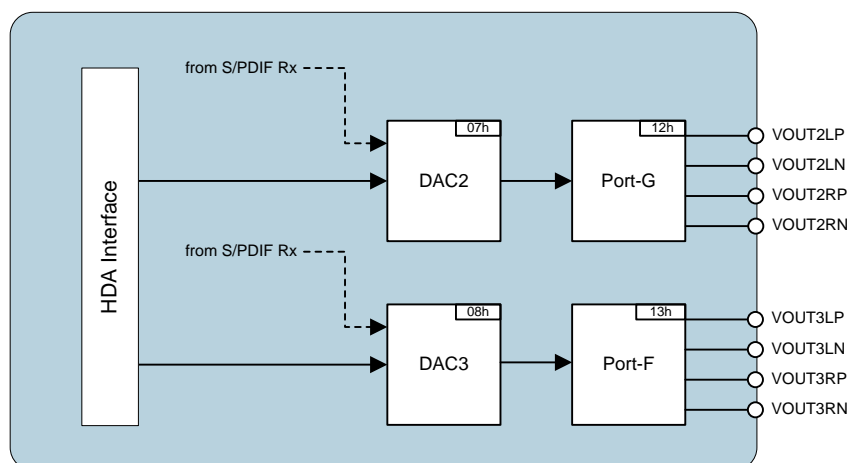 HDA Interface
from S/PDIF Rx
07h
DAC2
12h
Port-G
VOUT2LP
VOUT2LN
VOUT2RP
VOUT2RN
from S/PDIF Rx
08h
DAC3
13h
Port-F
VOUT3LP
VOUT3LN
VOUT3RP
VOUT3RN